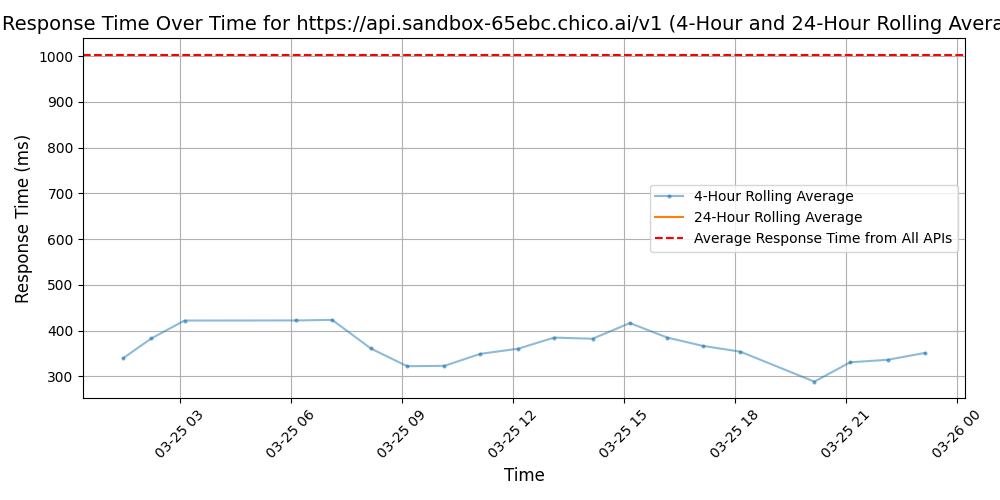 Response Time Over Time for https://api.sandbox-65ebc.chico.ai/v1 (4-Hour and 24-Hour Rolling Avera
1000
900
800
700
600
500
400
300
Response Time (ms)
4-Hour Rolling Average
24-Hour Rolling Average
Average Response Time from All APIs
03-25 03
03-25 06
03-25 09
03-25 12
03-25 15
03-25 18
03-25 21
03-26 00
Time